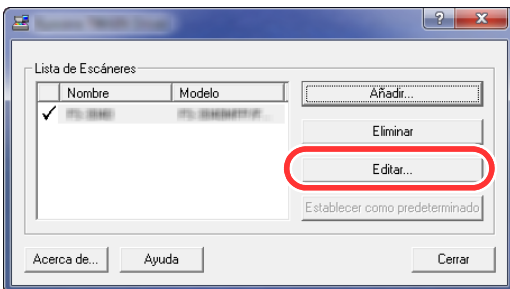 Lista de Escáneres
Nombre Modelo
Añadir...
Eliminar
Editar...
Establecer como predeterminado
Acerca de... Ayuda Cerrar